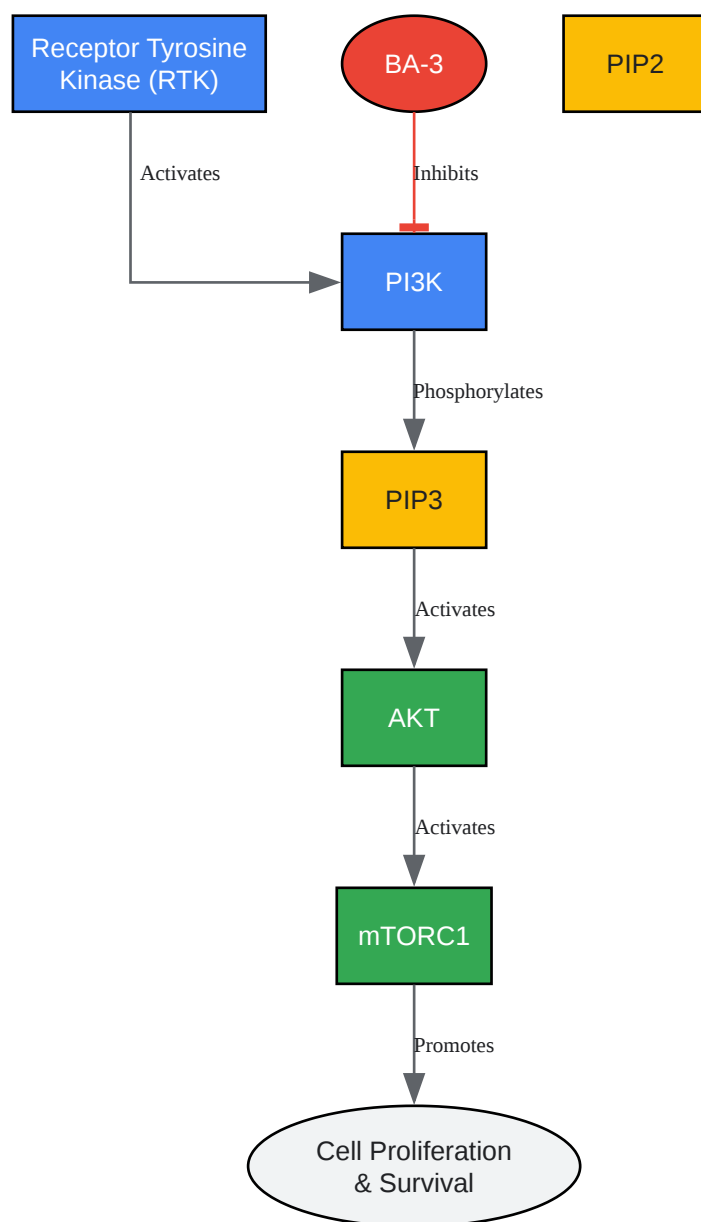 Receptor Tyrosine
Kinase (RTK)
BA-3
PIP2
Activates
Inhibits
PI3K
Phosphorylates
PIP3
Activates
AKT
Activates
mTORC1
Promotes
Cell Proliferation
& Survival